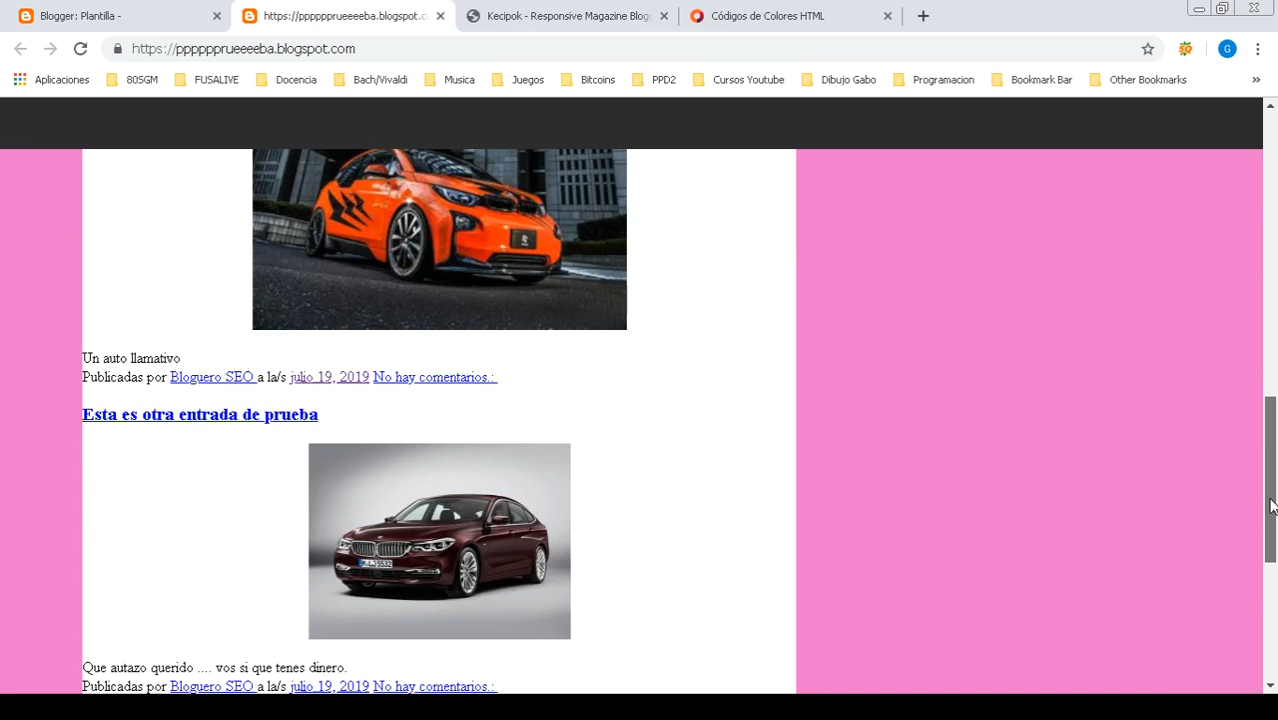 Blogger: Plantilla -
https://ppppppprueeeeba.blogspot.c
Kecipok - Responsive Magazine Blogg
Códigos de Colores HTML
https://ppppppprueeeeba.blogspot.com
G
Aplicaciones
80SGM
FUSALIVE
Docencia
Bach/Vivaldi
Musica
Juegos
Bitcoins
PPD2
Cursos Youtube
Dibujo Gabo
Programacion
Bookmark Bar
Other Bookmarks
»
Un auto llamativo
Publicadas por Bloguero SEO a la/s julio 19, 2019 No hay comentarios.:
Esta es otra entrada de prueba
Que autazo querido .... vos si que tenes dinero.
Publicadas por Bloguero SEO a la/s julio 19, 2019 No hay comentarios.: